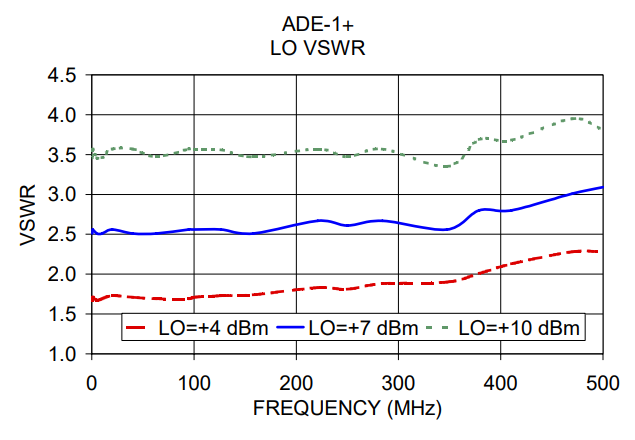 ADE-1+
LO VSWR
4.5
4.0
3.5
3.0
2.5
2.0
1.5
1.0
VSWR
LO=+4 dBm LO=+7 dBm LO=+10 dBm
0 100 200 300 400 500
FREQUENCY (MHz)